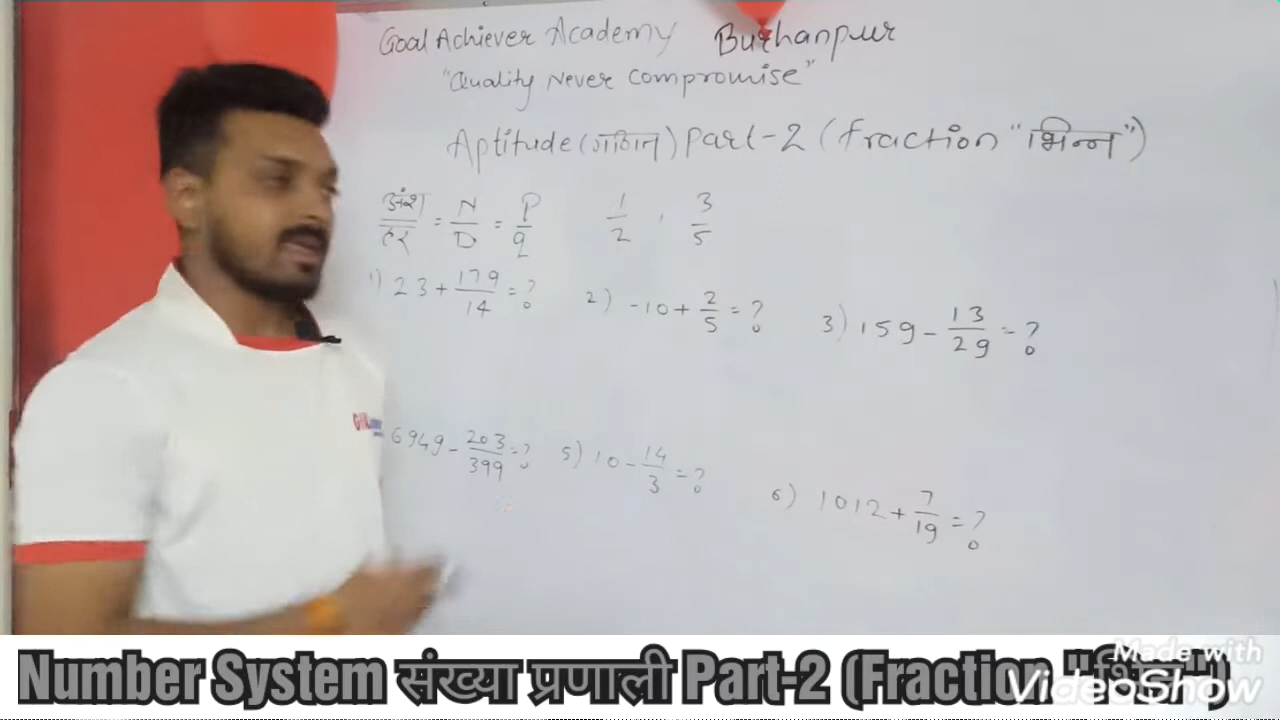 Goal Achiever Academy Burhanpur
"Quality Never Compromise"
Aptitude (गणित) Part-2 (Fraction "भिन्न")
अंश/हर = N/D = P/q 1/2 , 3/5
1) 23 + 179/14 = ? 2) -10 + 2/5 = ? 3) 159 - 13/29 = ?
6949 - 203/399 = ? 5) 10 - 14/3 = ? 6) 1012 + 7/19 = ?
Number System संख्या प्रणाली Part-2 (Fraction "भिन्न")
Made with
VideoShow